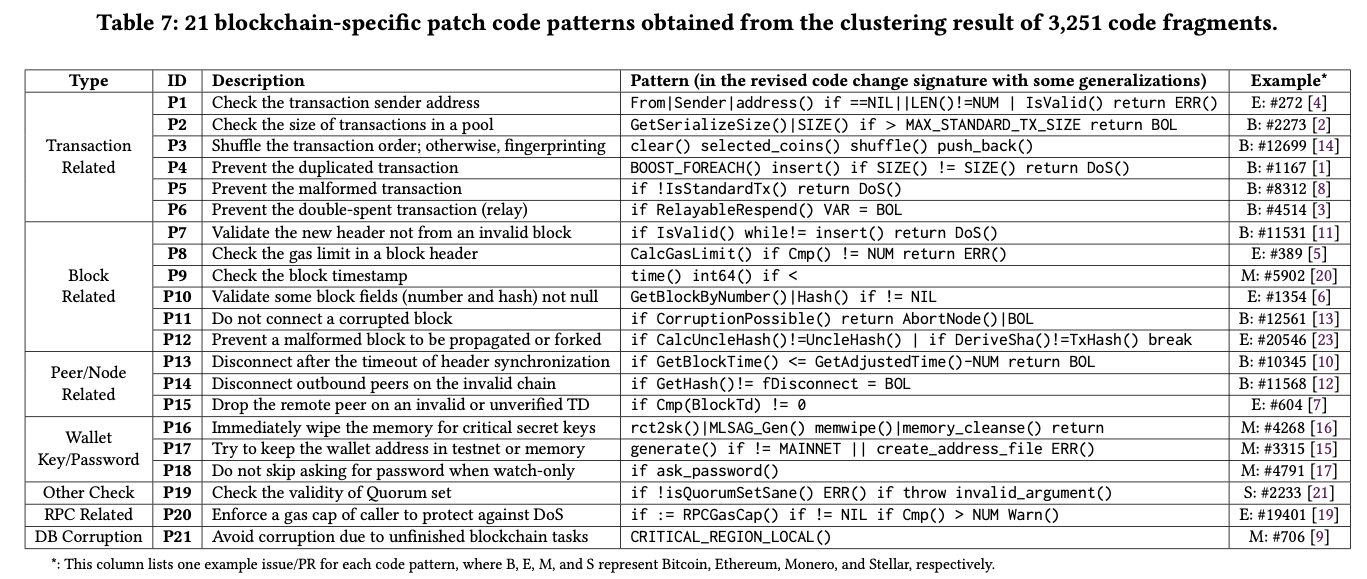 Table 7: 21 blockchain-specific patch code patterns obtained from the clustering result of 3,251 code fragments.
Type ID Description Pattern (in the revised code change signature with some generalizations) Example*
Transaction Related
P1 Check the transaction sender address From|Sender|address() if ==NIL||LEN()!=NUM | IsValid() return ERR() E: #272 [4]
P2 Check the size of transactions in a pool GetSerializeSize()|SIZE() if > MAX_STANDARD_TX_SIZE return BOL B: #2273 [2]
P3 Shuffle the transaction order; otherwise, fingerprinting clear() selected_coins() shuffle() push_back() B: #12699 [14]
P4 Prevent the duplicated transaction BOOST_FOREACH() insert() if SIZE() != SIZE() return DoS() B: #1167 [1]
P5 Prevent the malformed transaction if !IsStandardTx() return DoS() B: #8312 [8]
P6 Prevent the double-spent transaction (relay) if RelayableRespend() VAR = BOL B: #4514 [3]
Block Related
P7 Validate the new header not from an invalid block if IsValid() while!= insert() return DoS() B: #11531 [11]
P8 Check the gas limit in a block header CalcGasLimit() if Cmp() != NUM return ERR() E: #389 [5]
P9 Check the block timestamp time() int64() if < M: #5902 [20]
P10 Validate some block fields (number and hash) not null GetBlockByNumber()|Hash() if != NIL E: #1354 [6]
P11 Do not connect a corrupted block if CorruptionPossible() return AbortNode()|BOL B: #12561 [13]
P12 Prevent a malformed block to be propagated or forked if CalcUncleHash()!=UncleHash() | if DeriveSha()!=TxHash() break E: #20546 [23]
Peer/Node Related
P13 Disconnect after the timeout of header synchronization if GetBlockTime() <= GetAdjustedTime()-NUM return BOL B: #10345 [10]
P14 Disconnect outbound peers on the invalid chain if GetHash()!= fDisconnect = BOL B: #11568 [12]
P15 Drop the remote peer on an invalid or unverified TD if Cmp(BlockTd) != 0 E: #604 [7]
Wallet Key/Password
P16 Immediately wipe the memory for critical secret keys rct2sk()|MLSAG_Gen() memwipe()|memory_cleanse() return M: #4268 [16]
P17 Try to keep the wallet address in testnet or memory generate() if != MAINNET || create_address_file ERR() M: #3315 [15]
P18 Do not skip asking for password when watch-only if ask_password() M: #4791 [17]
Other Check P19 Check the validity of Quorum set if !isQuorumSetSane() ERR() if throw invalid_argument() S: #2233 [21]
RPC Related P20 Enforce a gas cap of caller to protect against DoS if := RPCGasCap() if != NIL if Cmp() > NUM Warn() E: #19401 [19]
DB Corruption P21 Avoid corruption due to unfinished blockchain tasks CRITICAL_REGION_LOCAL() M: #706 [9]
*: This column lists one example issue/PR for each code pattern, where B, E, M, and S represent Bitcoin, Ethereum, Monero, and Stellar, respectively.